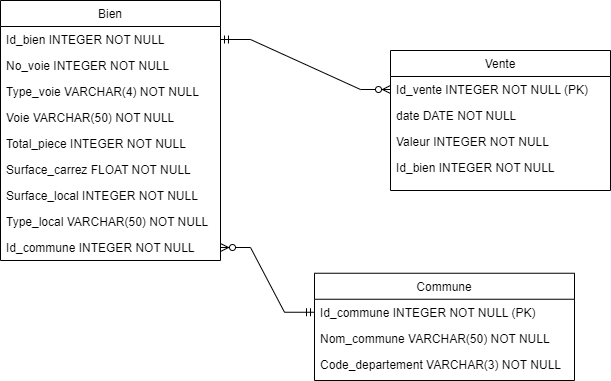 Bien
Id_bien INTEGER NOT NULL
No_voie INTEGER NOT NULL
Type_voie VARCHAR(4) NOT NULL
Voie VARCHAR(50) NOT NULL
Total_piece INTEGER NOT NULL
Surface_carrez FLOAT NOT NULL
Surface_local INTEGER NOT NULL
Type_local VARCHAR(50) NOT NULL
Id_commune INTEGER NOT NULL
Vente
Id_vente INTEGER NOT NULL (PK)
date DATE NOT NULL
Valeur INTEGER NOT NULL
Id_bien INTEGER NOT NULL
Commune
Id_commune INTEGER NOT NULL (PK)
Nom_commune VARCHAR(50) NOT NULL
Code_departement VARCHAR(3) NOT NULL